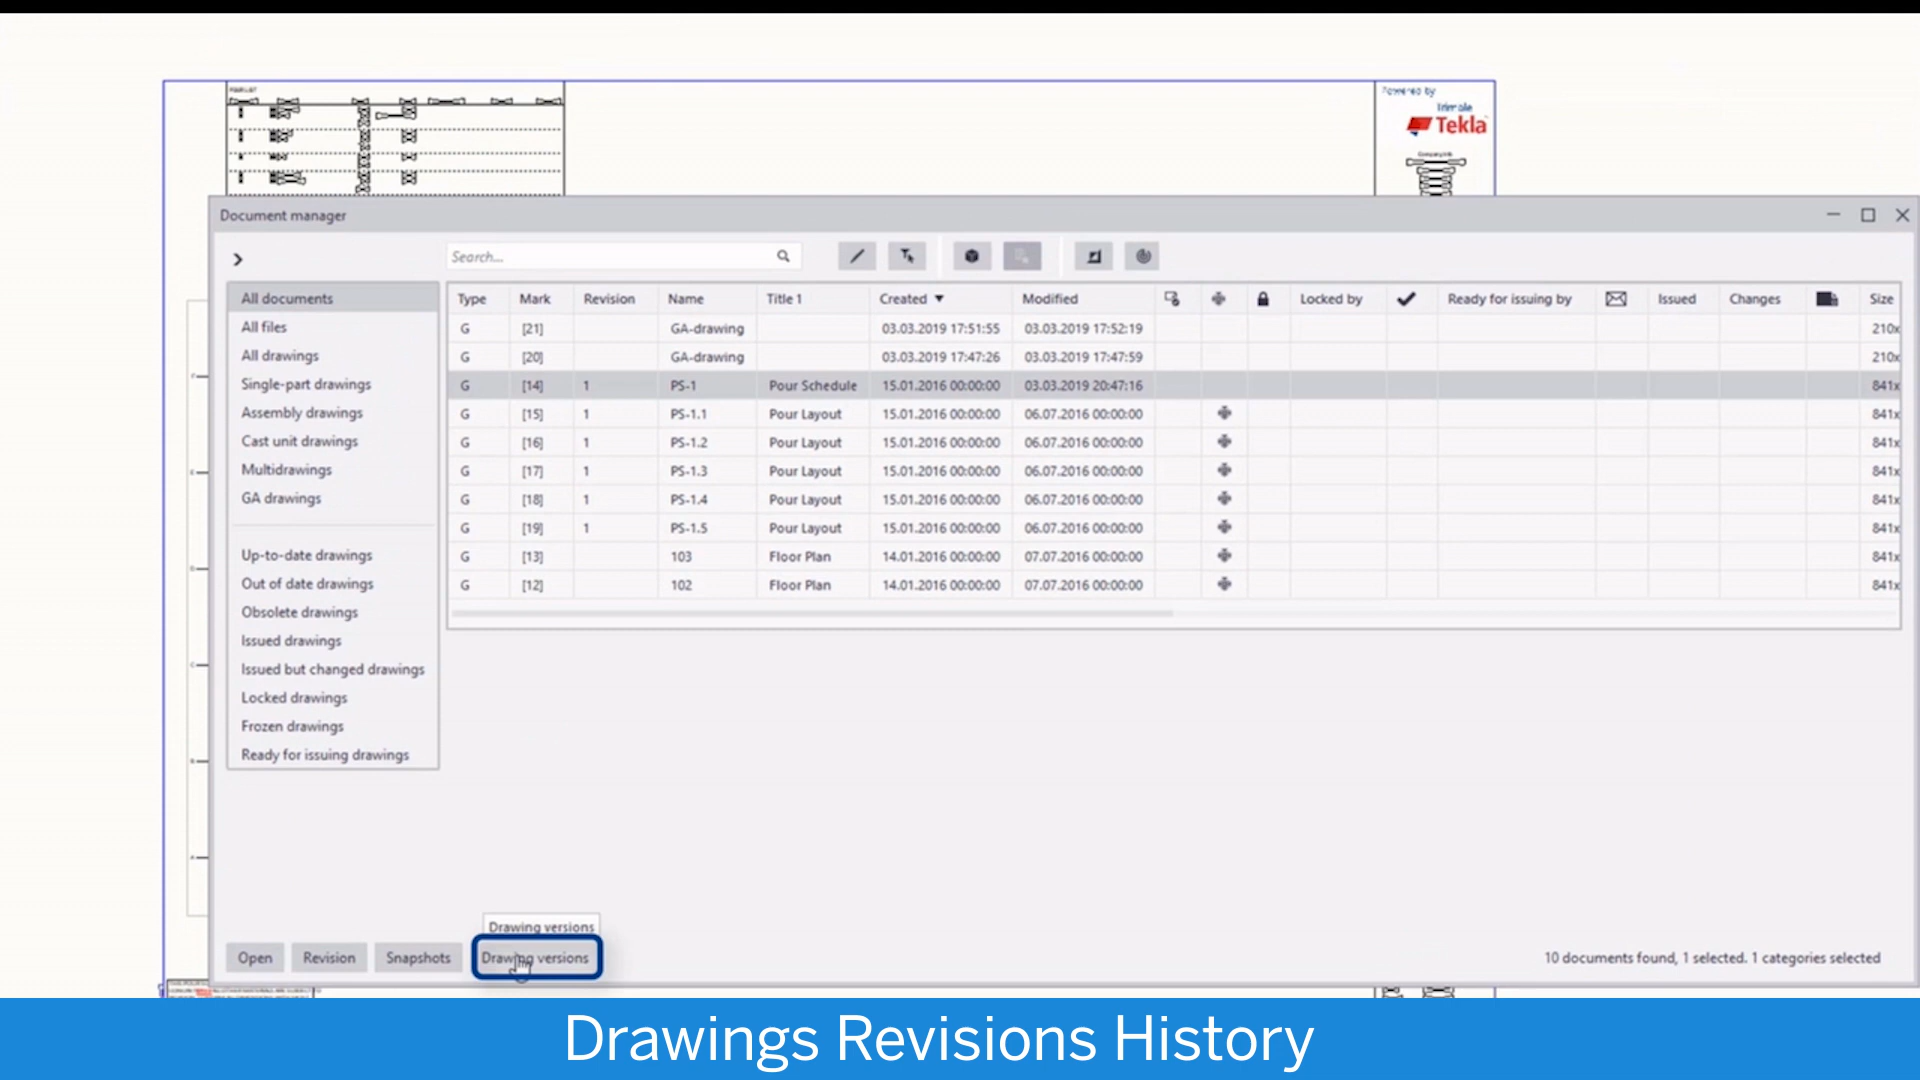 Powered by
Trimble
Tekla
Document manager
Search...
All documents
All files
All drawings
Single-part drawings
Assembly drawings
Cast unit drawings
Multidrawings
GA drawings
Up-to-date drawings
Out of date drawings
Obsolete drawings
Issued drawings
Issued but changed drawings
Locked drawings
Frozen drawings
Ready for issuing drawings
Type Mark Revision Name Title 1 Created Modified Locked by Ready for issuing by Issued Changes Size
G [21] GA-drawing 03.03.2019 17:51:55 03.03.2019 17:52:19 210x
G [20] GA-drawing 03.03.2019 17:47:26 03.03.2019 17:47:59 210x
G [14] 1 PS-1 Pour Schedule 15.01.2016 00:00:00 03.03.2019 20:47:16 841x
G [15] 1 PS-1.1 Pour Layout 15.01.2016 00:00:00 06.07.2016 00:00:00 841x
G [16] 1 PS-1.2 Pour Layout 15.01.2016 00:00:00 06.07.2016 00:00:00 841x
G [17] 1 PS-1.3 Pour Layout 15.01.2016 00:00:00 06.07.2016 00:00:00 841x
G [18] 1 PS-1.4 Pour Layout 15.01.2016 00:00:00 06.07.2016 00:00:00 841x
G [19] 1 PS-1.5 Pour Layout 15.01.2016 00:00:00 06.07.2016 00:00:00 841x
G [13] 103 Floor Plan 14.01.2016 00:00:00 07.07.2016 00:00:00 841x
G [12] 102 Floor Plan 14.01.2016 00:00:00 07.07.2016 00:00:00 841x
Drawing versions
Open Revision Snapshots Drawing versions
10 documents found, 1 selected. 1 categories selected
Drawings Revisions History